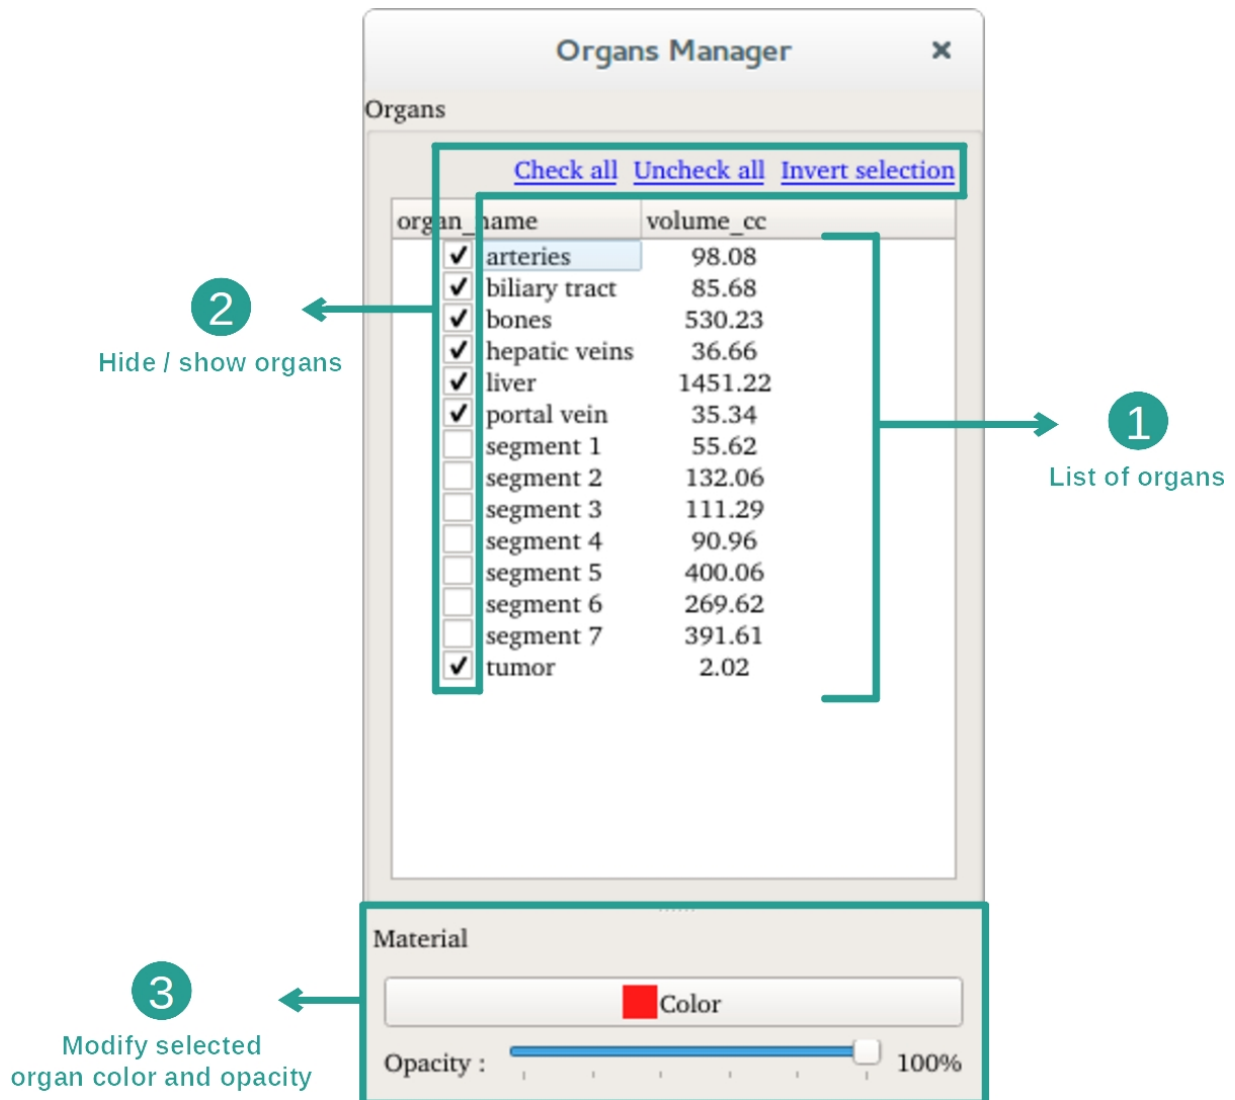 Organs Manager
Organs
Check all Uncheck all Invert selection
organ_name volume_cc
arteries 98.08
biliary tract 85.68
bones 530.23
hepatic veins 36.66
liver 1451.22
portal vein 35.34
segment 1 55.62
segment 2 132.06
segment 3 111.29
segment 4 90.96
segment 5 400.06
segment 6 269.62
segment 7 391.61
tumor 2.02
2
Hide / show organs
1
List of organs
Material
Color
Opacity : 100%
3
Modify selected
organ color and opacity